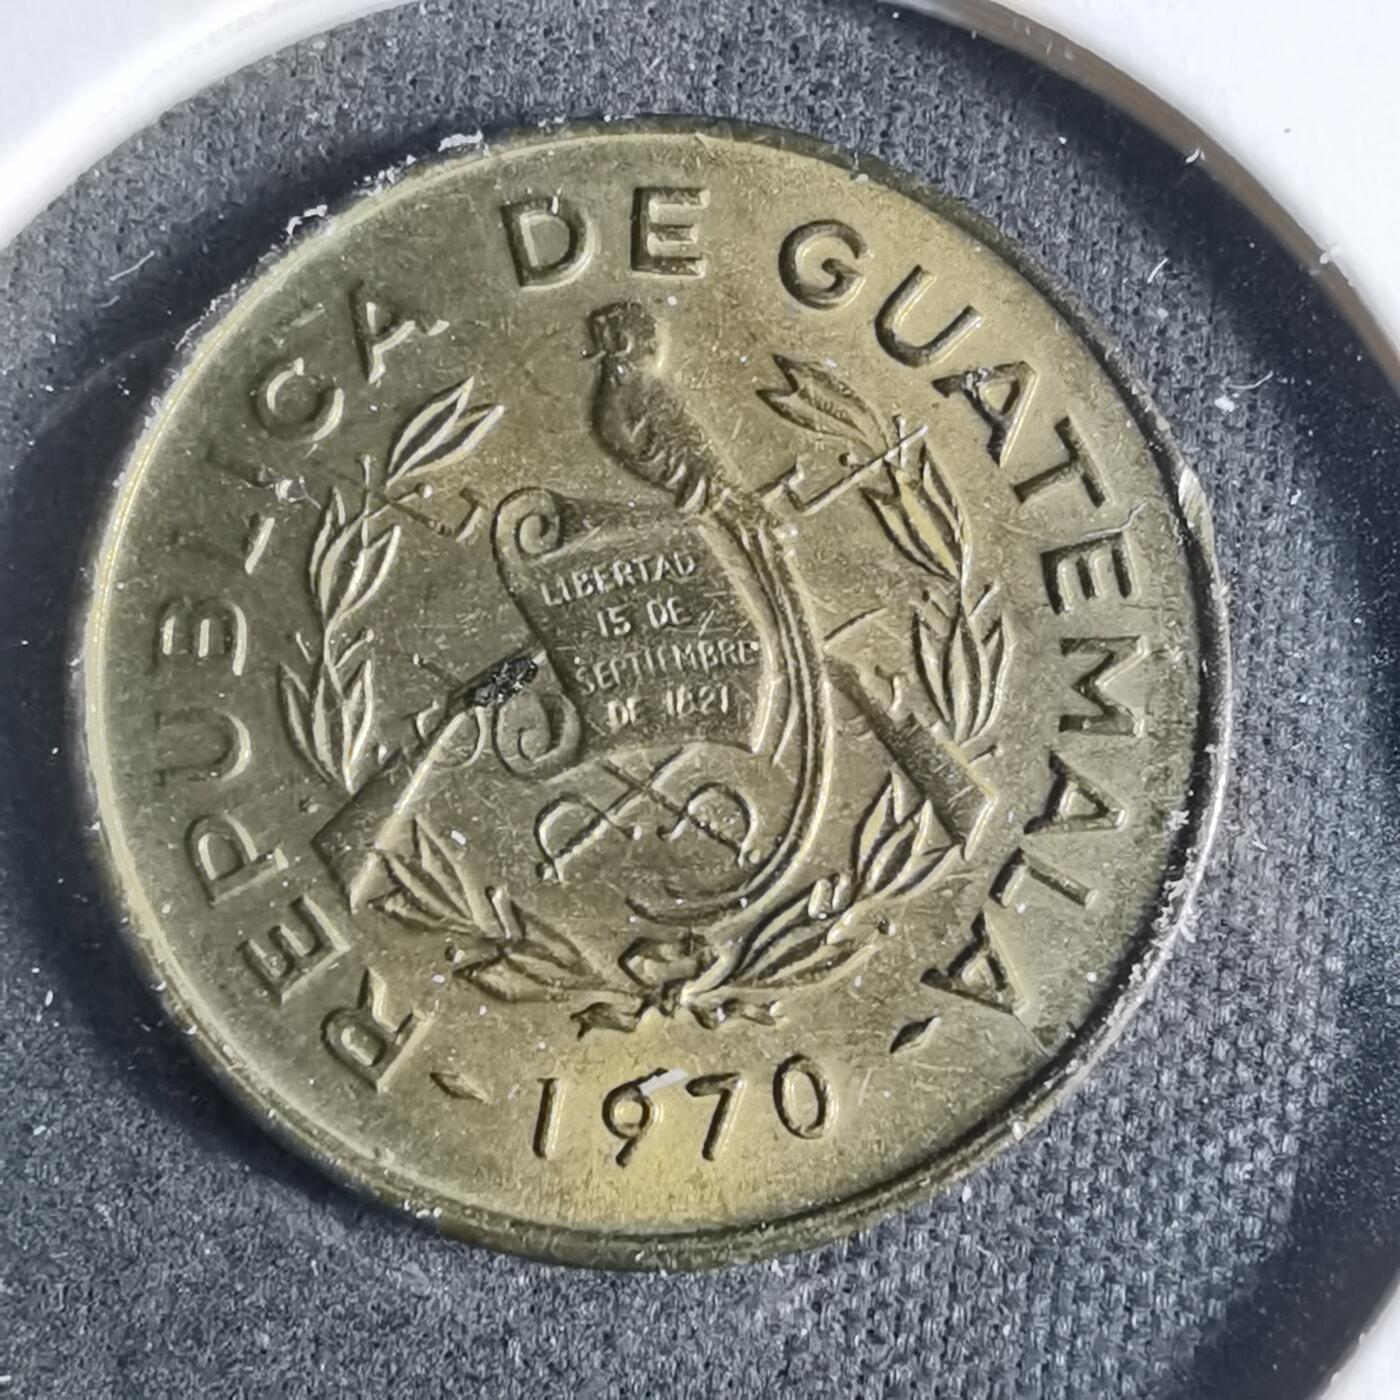 REPUBLICA DE GUATEMALA
LIBERTAD
15 DE
SEPTIEMBRE
DE 1821
1970